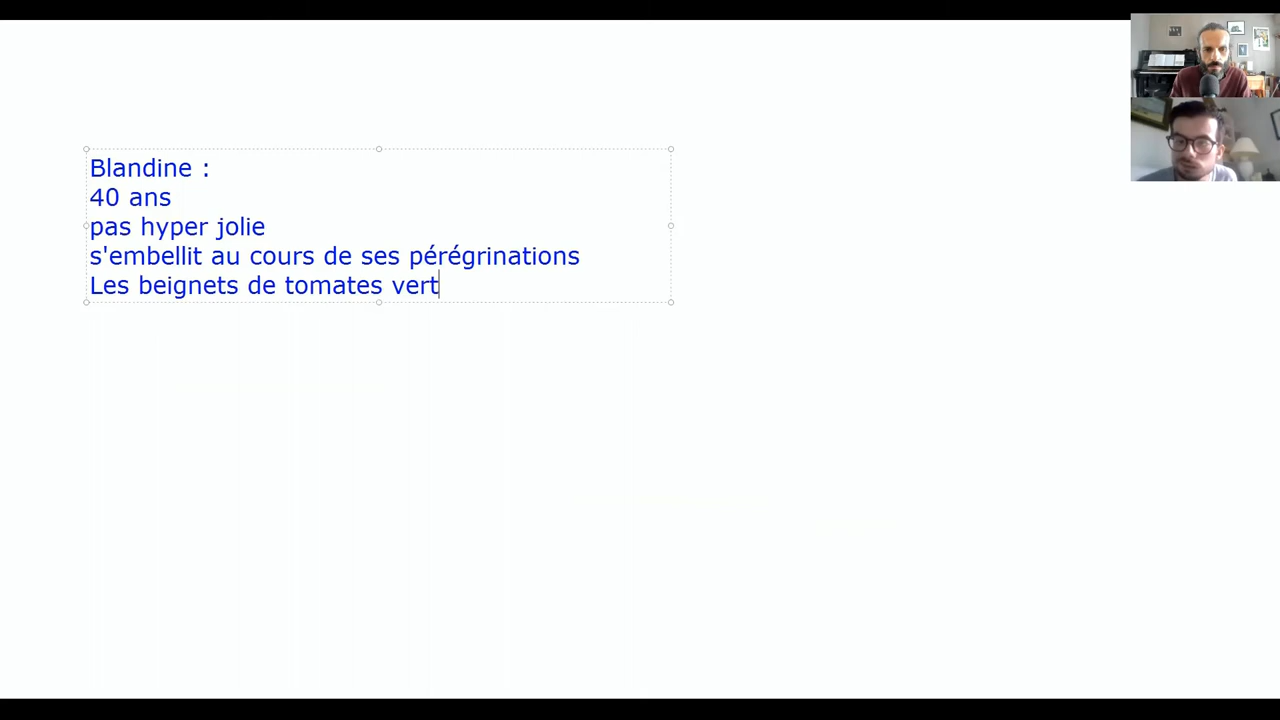 Blandine :
40 ans
pas hyper jolie
s'embellit au cours de ses pérégrinations
Les beignets de tomates vert